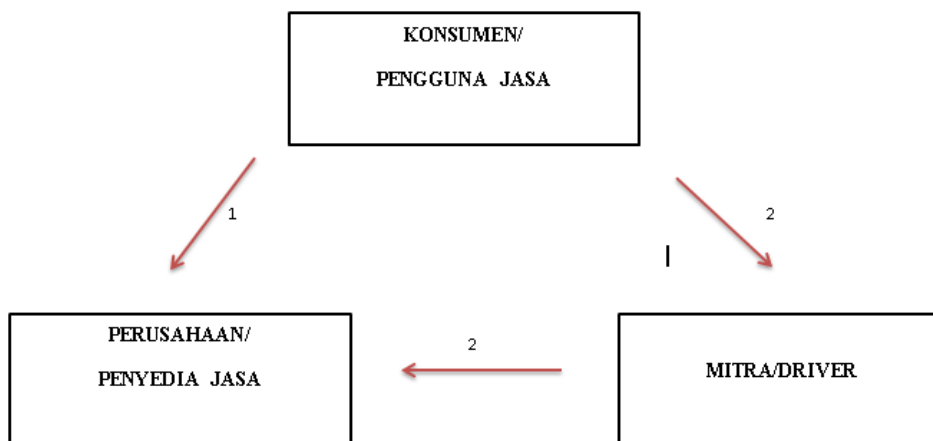 KONSUMEN/
PENGGUNA JASA
1
2
PERUSAHAAN/
PENYEDIA JASA
2
MITRA/DRIVER